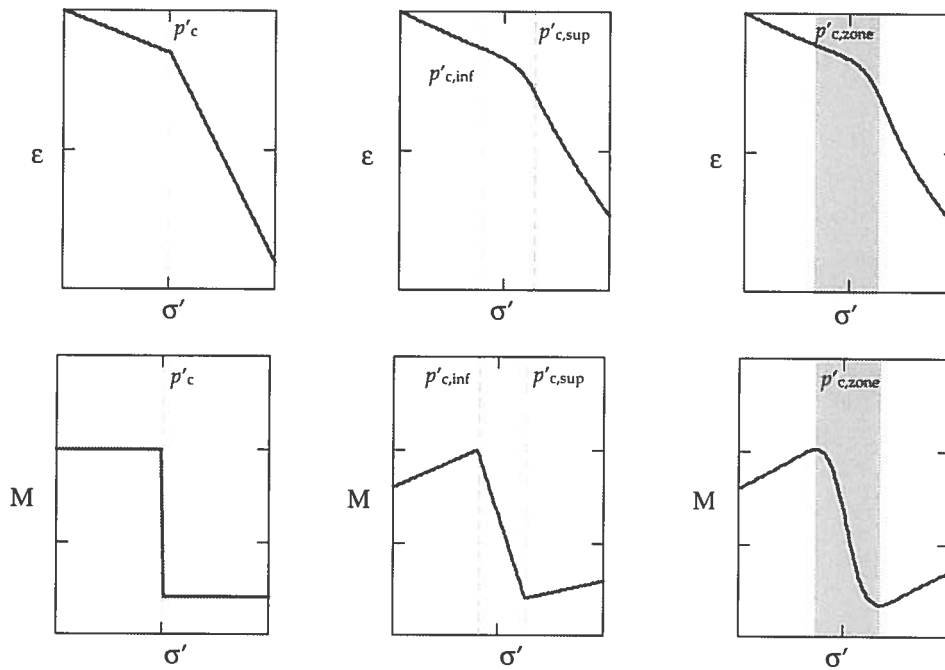 p'c
ε
σ'
p'c,sup
p'c,inf
ε
σ'
p'c,zone
ε
σ'
p'c
M
σ'
p'c,inf p'c,sup
M
σ'
p'c,zone
M
σ'